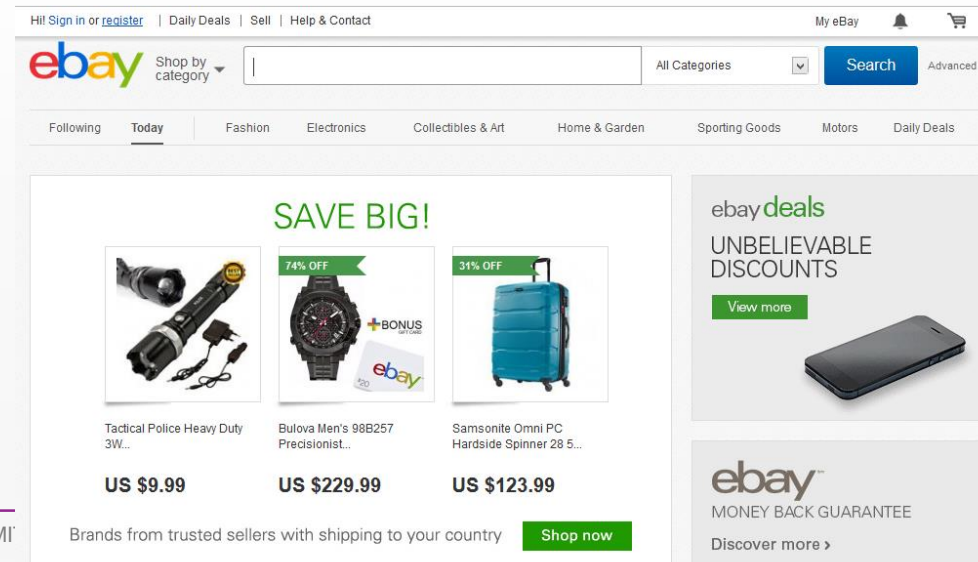 Hi! Sign in or register | Daily Deals | Sell | Help & Contact
My eBay
ebay
Shop by category
All Categories
Search
Advanced
Following Today Fashion Electronics Collectibles & Art Home & Garden Sporting Goods Motors Daily Deals
SAVE BIG!
74% OFF
31% OFF
+BONUS
GIFT CARD
ebay
$20
Tactical Police Heavy Duty
3W...
US $9.99
Bulova Men's 98B257
Precisionist...
US $229.99
Samsonite Omni PC
Hardside Spinner 28 5...
US $123.99
Brands from trusted sellers with shipping to your country
Shop now
ebay deals
UNBELIEVABLE
DISCOUNTS
View more
ebay
MONEY BACK GUARANTEE
Discover more >